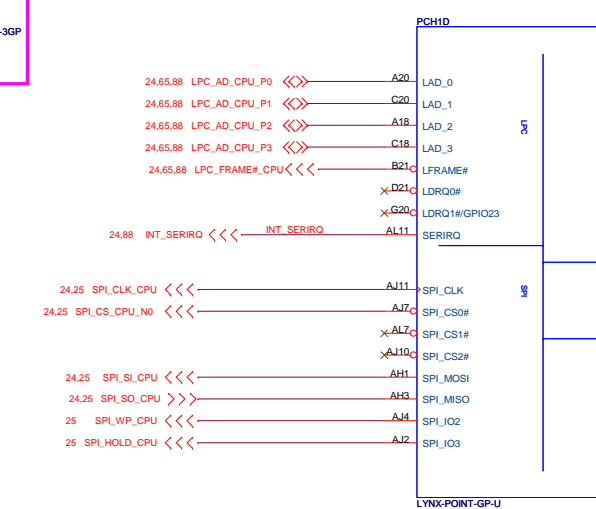 -3GP
PCH1D
24,65,88 LPC_AD_CPU_P0 A20 LAD_0
24,65,88 LPC_AD_CPU_P1 C20 LAD_1
24,65,88 LPC_AD_CPU_P2 A18 LAD_2
24,65,88 LPC_AD_CPU_P3 C18 LAD_3
24,65,88 LPC_FRAME#_CPU B21 LFRAME#
D21 LDRQ0#
G20 LDRQ1#/GPIO23
24,88 INT_SERIRQ INT_SERIRQ AL11 SERIRQ
LPC
24,25 SPI_CLK_CPU AJ11 SPI_CLK
24,25 SPI_CS_CPU_N0 AJ7 SPI_CS0#
AL7 SPI_CS1#
AJ10 SPI_CS2#
24,25 SPI_SI_CPU AH1 SPI_MOSI
24,25 SPI_SO_CPU AH3 SPI_MISO
25 SPI_WP_CPU AJ4 SPI_IO2
25 SPI_HOLD_CPU AJ2 SPI_IO3
SPI
LYNX-POINT-GP-U